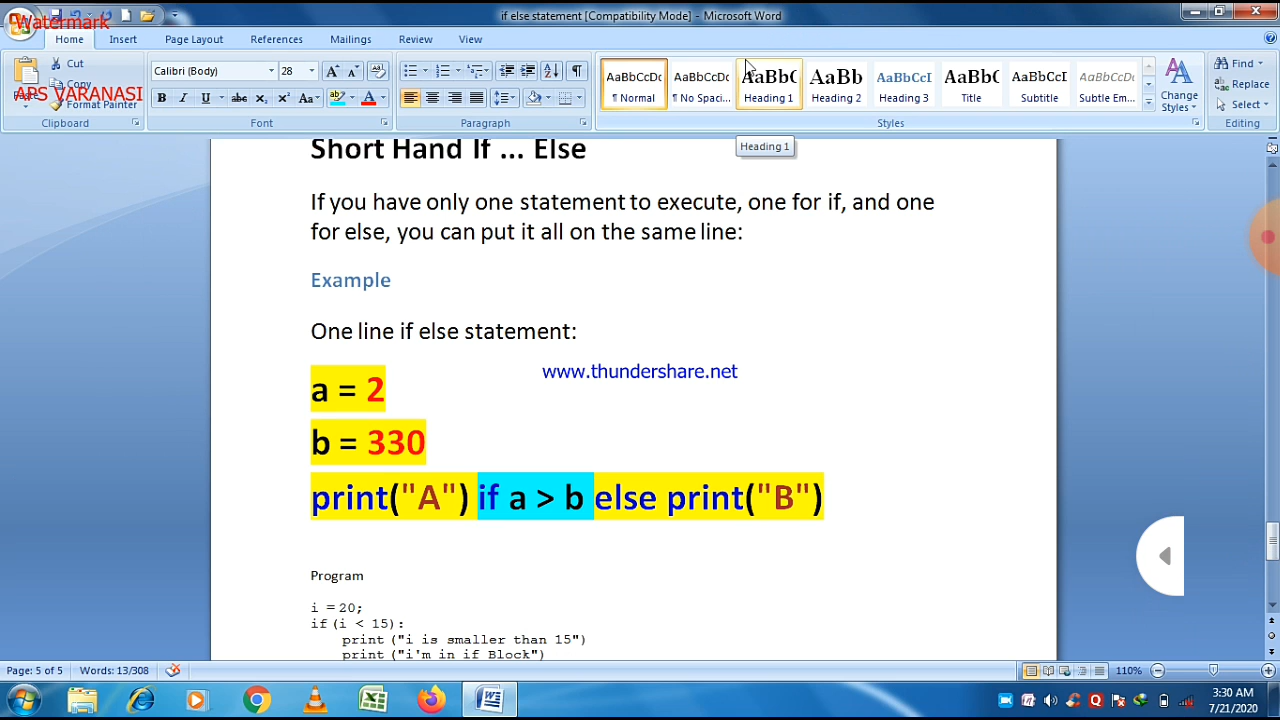 Watermark
if else statement [Compatibility Mode] - Microsoft Word
Home Insert Page Layout References Mailings Review View
APS VARANASI
Cut
Copy
Format Painter
Clipboard
Calibri (Body) 28
Font
Paragraph
AaBbCcDc AaBbCcDc AaBbC AaBb AaBbCcI AaBbC AaBbCcI AaBbCcDc
¶ Normal ¶ No Spaci... Heading 1 Heading 2 Heading 3 Title Subtitle Subtle Em...
Change
Styles
Styles
Find
Replace
Select
Editing
Heading 1
Short Hand If ... Else
If you have only one statement to execute, one for if, and one
for else, you can put it all on the same line:
Example
One line if else statement:
www.thundershare.net
a = 2
b = 330
print("A") if a > b else print("B")
Program
i = 20;
if (i < 15):
print ("i is smaller than 15")
print ("i'm in if Block")
Page: 5 of 5 Words: 13/308 110%
3:30 AM
7/21/2020